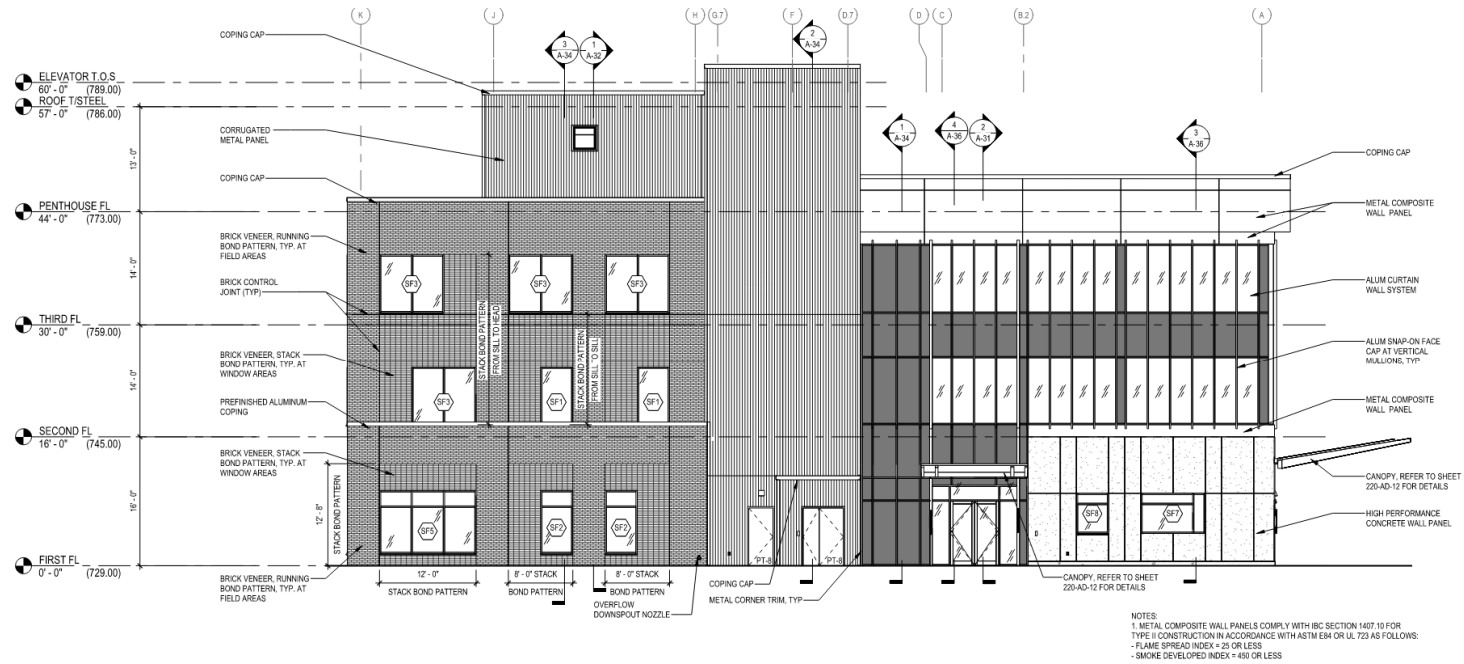 K
J
H
G.7
F
D.7
D
C
B.2
A
COPING CAP
3
A-34
1
A-32
2
A-34
ELEVATOR T.O.S
60' - 0" (789.00)
ROOF T/STEEL
57' - 0" (786.00)
CORRUGATED
METAL PANEL
13' - 0"
1
A-34
4
A-36
2
A-31
3
A-36
COPING CAP
COPING CAP
PENTHOUSE FL
44' - 0" (773.00)
METAL COMPOSITE
WALL PANEL
BRICK VENEER, RUNNING
BOND PATTERN, TYP. AT
FIELD AREAS
14' - 0"
BRICK CONTROL
JOINT (TYP)
SF3
SF3
SF3
ALUM CURTAIN
WALL SYSTEM
THIRD FL
30' - 0" (759.00)
STACK BOND PATTERN
FROM SILL TO HEAD
STACK BOND PATTERN
FROM SILL TO SILL
ALUM SNAP-ON FACE
CAP AT VERTICAL
MULLIONS, TYP
BRICK VENEER, STACK
BOND PATTERN, TYP. AT
WINDOW AREAS
14' - 0"
SF3
SF1
SF1
PREFINISHED ALUMINUM
COPING
METAL COMPOSITE
WALL PANEL
SECOND FL
16' - 0" (745.00)
BRICK VENEER, STACK
BOND PATTERN, TYP. AT
WINDOW AREAS
CANOPY, REFER TO SHEET
220-AD-12 FOR DETAILS
16' - 0"
12' - 8"
STACK BOND PATTERN
SF5
SF2
SF2
SF8
SF7
HIGH PERFORMANCE
CONCRETE WALL PANEL
PT-8
PT-8
FIRST FL
0' - 0" (729.00)
BRICK VENEER, RUNNING
BOND PATTERN, TYP. AT
FIELD AREAS
12' - 0"
STACK BOND PATTERN
8' - 0" STACK
BOND PATTERN
8' - 0" STACK
BOND PATTERN
OVERFLOW
DOWNSPOUT NOZZLE
COPING CAP
METAL CORNER TRIM, TYP
CANOPY, REFER TO SHEET
220-AD-12 FOR DETAILS
NOTES:
1. METAL COMPOSITE WALL PANELS COMPLY WITH IBC SECTION 1407.10 FOR
TYPE II CONSTRUCTION IN ACCORDANCE WITH ASTM E84 OR UL 723 AS FOLLOWS:
- FLAME SPREAD INDEX = 25 OR LESS
- SMOKE DEVELOPED INDEX = 450 OR LESS